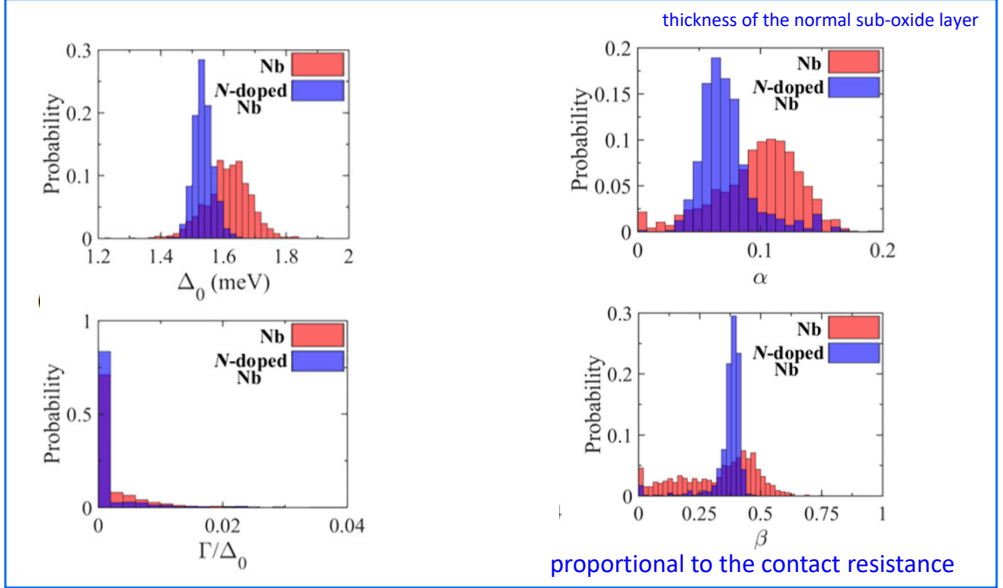 thickness of the normal sub-oxide layer
0.3
0.2
0.1
0
Probability
Nb
N-doped
Nb
1.2 1.4 1.6 1.8 2
Δ0 (meV)
0.2
0.15
0.1
0.05
0
Probability
Nb
N-doped
Nb
0 0.1 0.2
α
1
0.5
0
Probability
Nb
N-doped
Nb
0 0.02 0.04
Γ/Δ0
0.3
0.2
0.1
0
Probability
Nb
N-doped
Nb
0 0.25 0.5 0.75 1
β
proportional to the contact resistance